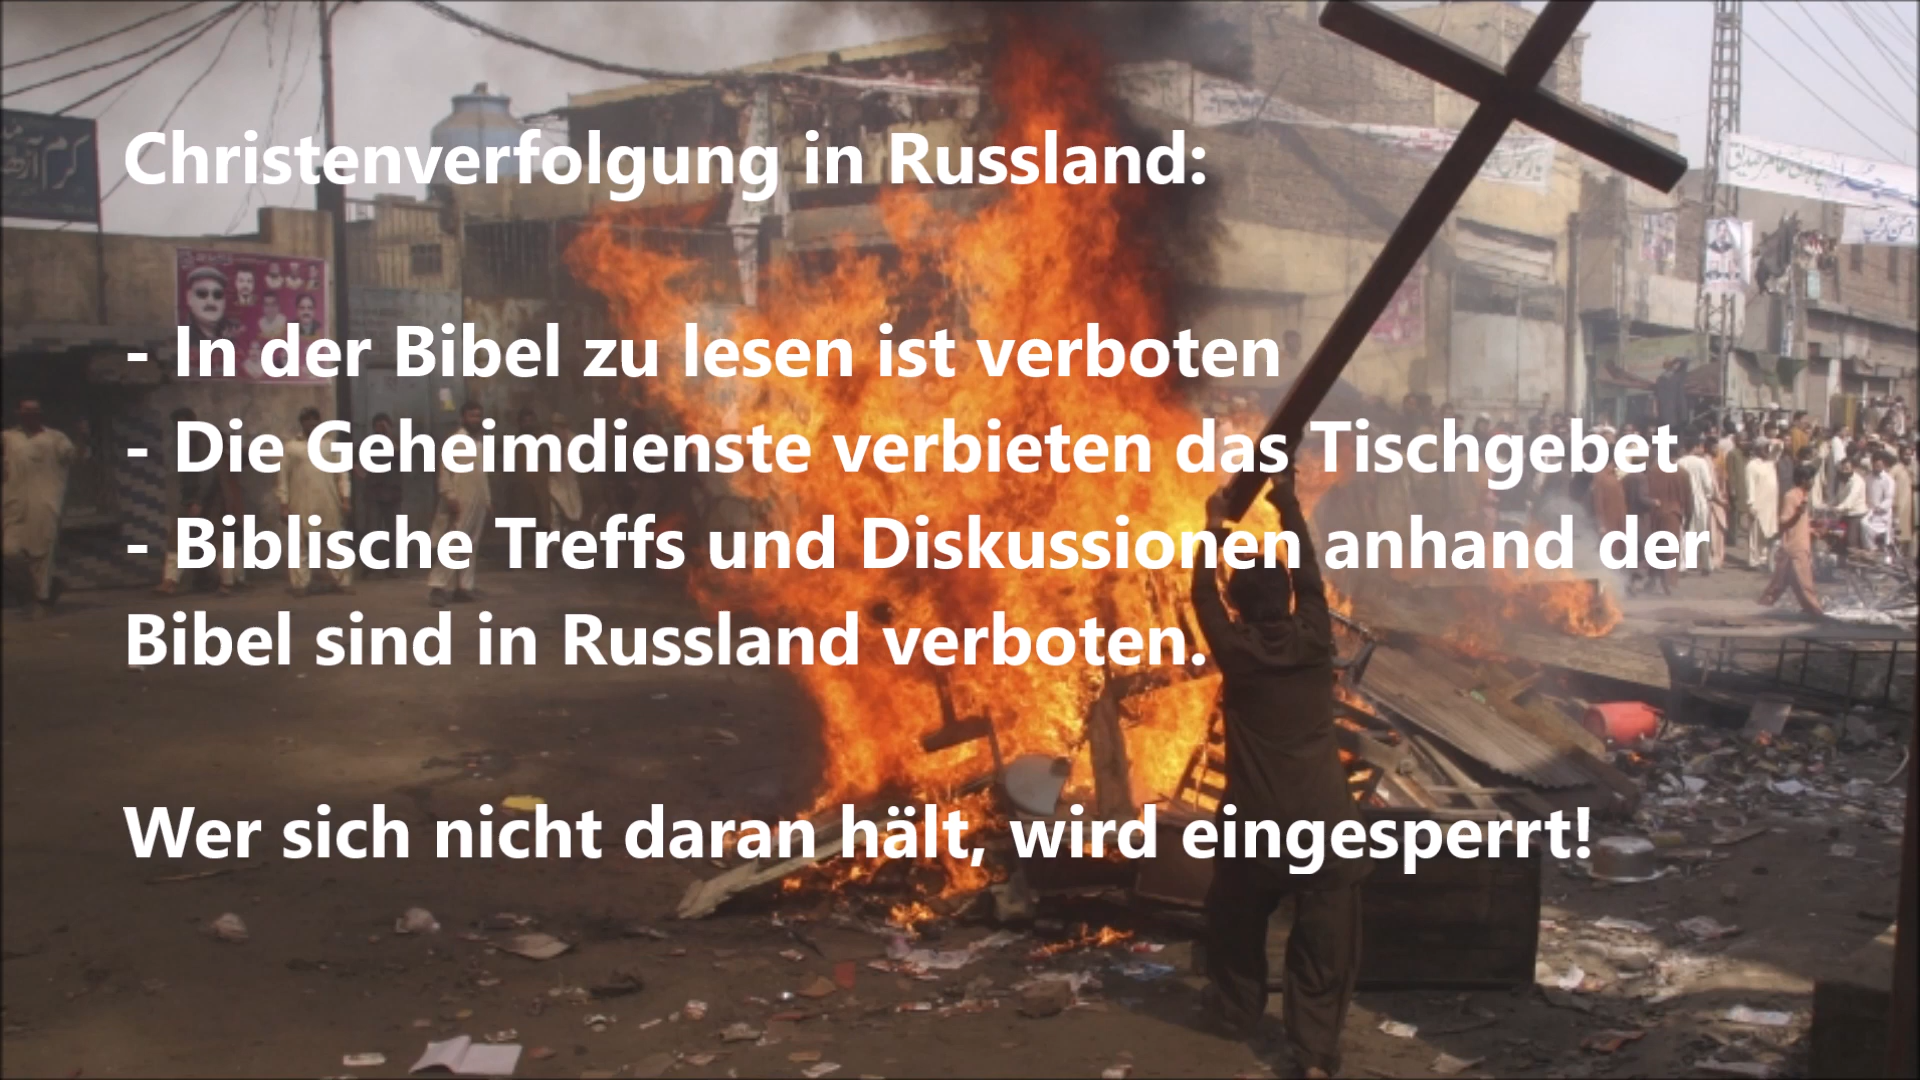 Christenverfolgung in Russland:
- In der Bibel zu lesen ist verboten
- Die Geheimdienste verbieten das Tischgebet
- Biblische Treffs und Diskussionen anhand der
Bibel sind in Russland verboten.
Wer sich nicht daran hält, wird eingesperrt!